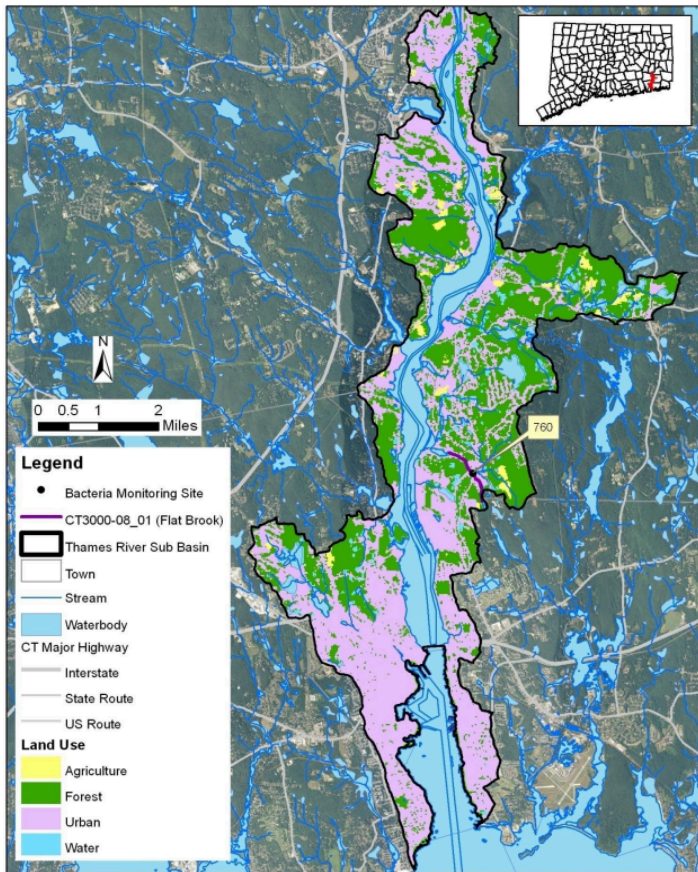 N
0 0.5 1 2
Miles
760
Legend
Bacteria Monitoring Site
CT3000-08_01 (Flat Brook)
Thames River Sub Basin
Town
Stream
Waterbody
CT Major Highway
Interstate
State Route
US Route
Land Use
Agriculture
Forest
Urban
Water